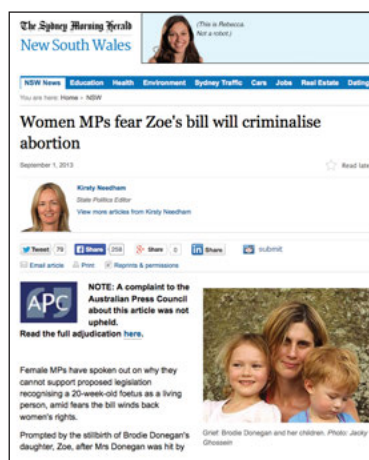 The Sydney Morning Herald
New South Wales
(This is Rebecca.
Not a robot.)
NSW News Education Health Environment Sydney Traffic Cars Jobs Real Estate Dating
You are here: Home » NSW
Women MPs fear Zoe's bill will criminalise
abortion
September 1, 2013
Read late
Kirsty Needham
State Politics Editor
View more articles from Kirsty Needham
Tweet 79 Share 258 Share 0 Share submit
Email article Print Reprints & permissions
APC
NOTE: A complaint to the
Australian Press Council
about this article was not
upheld.
Read the full adjudication here.
Female MPs have spoken out on why they
cannot support proposed legislation
recognising a 20-week-old foetus as a living
person, amid fears the bill winds back
women's rights.
Prompted by the stillbirth of Brodie Donegan's
daughter, Zoe, after Mrs Donegan was hit by
Grief: Brodie Donegan and her children. Photo: Jacky
Ghossein